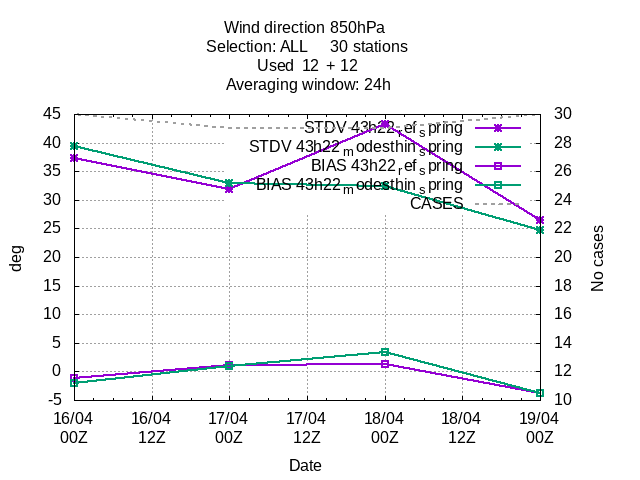 Wind direction 850hPa
Selection: ALL 30 stations
Used 12 + 12
Averaging window: 24h
deg
No cases
45
40
35
30
25
20
15
10
5
0
-5
30
28
26
24
22
20
18
16
14
12
10
STDV 43h22_ref_spring
STDV 43h22_modesthin_spring
BIAS 43h22_ref_spring
BIAS 43h22_modesthin_spring
CASES
16/04 16/04 17/04 17/04 18/04 18/04 19/04
00Z 12Z 00Z 12Z 00Z 12Z 00Z
Date